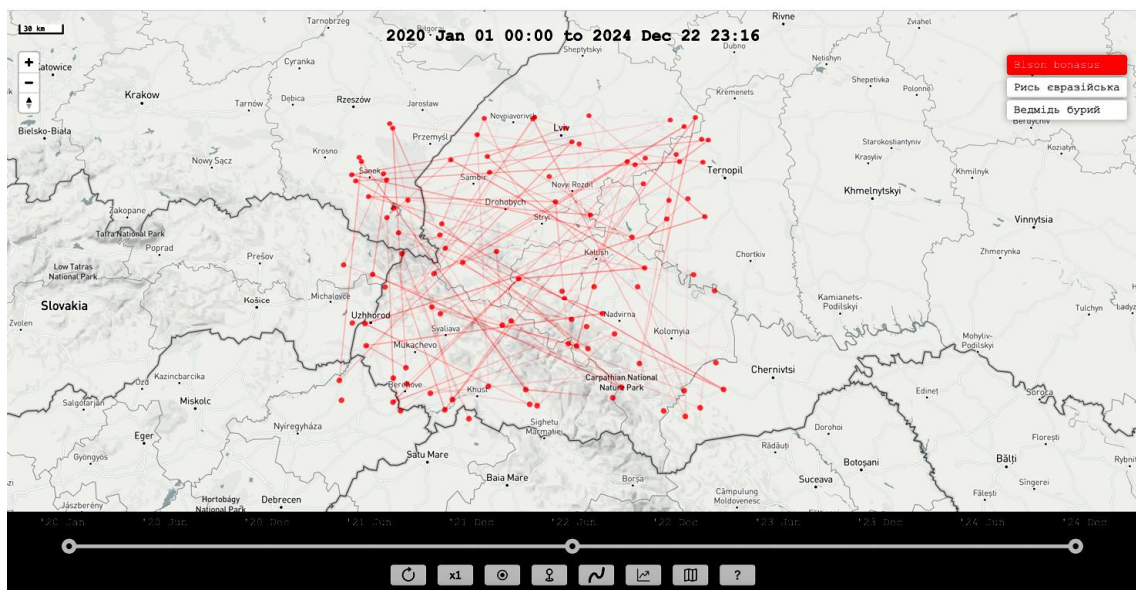 30 km
2020 Jan 01 00:00 to 2024 Dec 22 23:16
Bison bonasus
Рись євразійська
Ведмідь бурий
Rivne
Tarnobrzeg
Zviahel
Sheptytskyi
Dubno
Netishyn
Cyranka
Shepetivka
Polonne
Katowice
Krakow
Tarnów
Dębica
Rzeszów
Jarosław
Novoiavorivsk
Lviv
Kremenets
Berdychiv
Bielsko-Biała
Przemyśl
Starokostiantyniv
Krasyliv
Koziatyn
Nowy Sącz
Krosno
Sanok
Sambir
Novyi Rozdil
Ternopil
Khmilnyk
Khmelnytskyi
Drohobych
Stryi
Zakopane
Tatra National Park
Poprad
Prešov
Vinnytsia
Kalush
Chortkiv
Zhmerynka
Low Tatras
National Park
Slovakia
Košice
Michalovce
Uzhhorod
Svaliava
Nadvirna
Kolomyia
Kamianets-
Podilskyi
Tulchyn
Zvolen
Mukachevo
Mohyliv-
Podilskyi
Chernivtsi
Kazincbarcika
Ózd
Miskolc
Salgótarján
Berehove
Khust
Carpathian National
Nature Park
Edineț
Soroca
Nyíregyháza
Sighetu
Marmației
Eger
Gyöngyös
Satu Mare
Rădăuți
Dorohoi
Florești
Botoșani
Bălți
Baia Mare
Borșa
Suceava
Sîngerei
Hortobágy
National Park
Debrecen
Câmpulung
Moldovenesc
Fălești
Jászberény
'20 Jan
'20 Jun
'20 Dec
'21 Jun
'21 Dec
'22 Jun
'22 Dec
'23 Jun
'23 Dec
'24 Jun
'24 Dec
x1
?